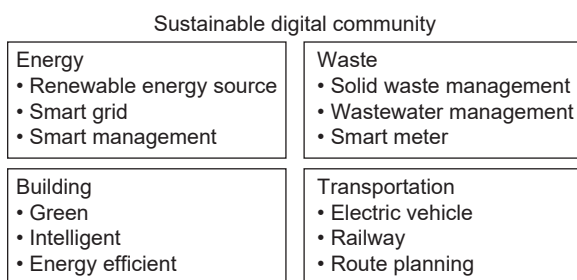 Sustainable digital community
Energy
• Renewable energy source
• Smart grid
• Smart management
Waste
• Solid waste management
• Wastewater management
• Smart meter
Building
• Green
• Intelligent
• Energy efficient
Transportation
• Electric vehicle
• Railway
• Route planning